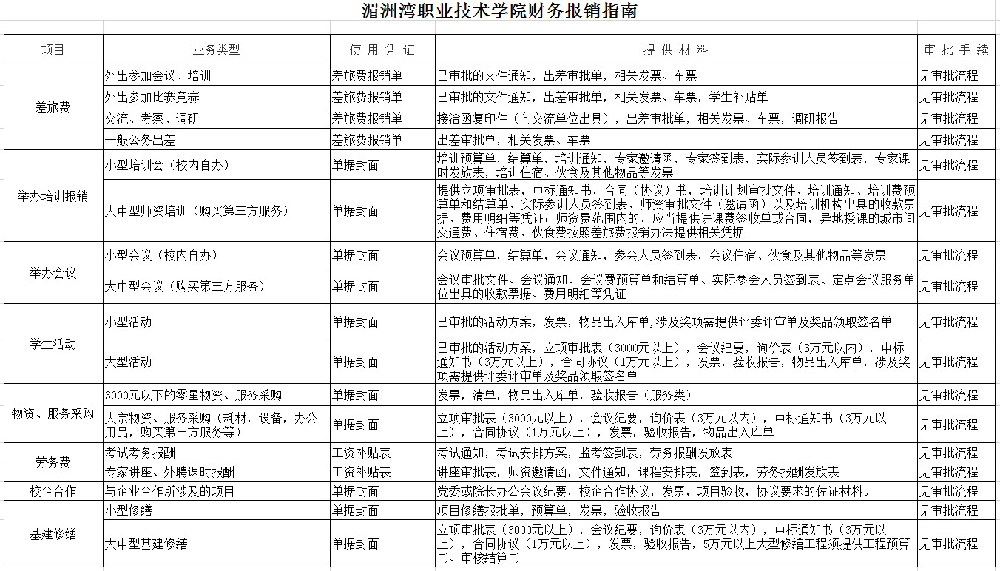 湄洲湾职业技术学院财务报销指南
项目 业务类型 使用凭证 提供材料 审批手续
差旅费
外出参加会议、培训 差旅费报销单 已审批的文件通知，出差审批单，相关发票、车票 见审批流程
外出参加比赛竞赛 差旅费报销单 已审批的文件通知，出差审批单，相关发票、车票，学生补贴单 见审批流程
交流、考察、调研 差旅费报销单 接洽函复印件（向交流单位出具），出差审批单，相关发票、车票，调研报告 见审批流程
一般公务出差 差旅费报销单 出差审批单，相关发票、车票 见审批流程
举办培训报销
小型培训会（校内自办） 单据封面 培训预算单，结算单，培训通知，专家邀请函，专家签到表，实际参训人员签到表，专家课
时发放表，培训住宿、伙食及其他物品等发票 见审批流程
大中型师资培训（购买第三方服务） 单据封面 提供立项审批表，中标通知书，合同（协议）书，培训计划审批文件、培训通知、培训费预
算单和结算单、实际参训人员签到表、师资审批文件（邀请函）以及培训机构出具的收款票
据、费用明细等凭证；师资费范围内的，应当提供讲课费签收单或合同，异地授课的城市间
交通费、住宿费、伙食费按照差旅费报销办法提供相关凭据 见审批流程
举办会议
小型会议（校内自办） 单据封面 会议预算单，结算单，会议通知，参会人员签到表，会议住宿、伙食及其他物品等发票 见审批流程
大中型会议（购买第三方服务） 单据封面 会议审批文件、会议通知、会议费预算单和结算单、实际参会人员签到表、定点会议服务单
位出具的收款票据、费用明细等凭证 见审批流程
学生活动
小型活动 单据封面 已审批的活动方案，发票，物品出入库单,涉及奖项需提供评委评审单及奖品领取签名单 见审批流程
大型活动 单据封面 已审批的活动方案，立项审批表（3000元以上），会议纪要，询价表（3万元以内），中标
通知书（3万元以上），合同协议（1万元以上），发票，验收报告，物品出入库单，涉及奖
项需提供评委评审单及奖品领取签名单 见审批流程
物资、服务采购
3000元以下的零星物资、服务采购 单据封面 发票，清单，物品出入库单，验收报告（服务类） 见审批流程
大宗物资、服务采购（耗材，设备，办公
用品，购买第三方服务等） 单据封面 立项审批表（3000元以上），会议纪要，询价表（3万元以内），中标通知书（3万元以
上），合同协议（1万元以上），发票，验收报告，物品出入库单 见审批流程
劳务费
考试考务报酬 工资补贴表 考试通知，考试安排方案，监考签到表，劳务报酬发放表 见审批流程
专家讲座、外聘课时报酬 工资补贴表 讲座审批表，师资邀请函，文件通知，课程安排表，签到表，劳务报酬发放表 见审批流程
校企合作 与企业合作所涉及的项目 单据封面 党委或院长办公会议纪要，校企合作协议，发票，项目验收，协议要求的佐证材料。 见审批流程
基建修缮
小型修缮 单据封面 项目修缮报批单，预算单，发票，验收报告 见审批流程
大中型基建修缮 单据封面 立项审批表（3000元以上），会议纪要，询价表（3万元以内），中标通知书（3万元以
上），合同协议（1万元以上），发票，验收报告，5万元以上大型修缮工程须提供工程预算
书、审核结算书 见审批流程